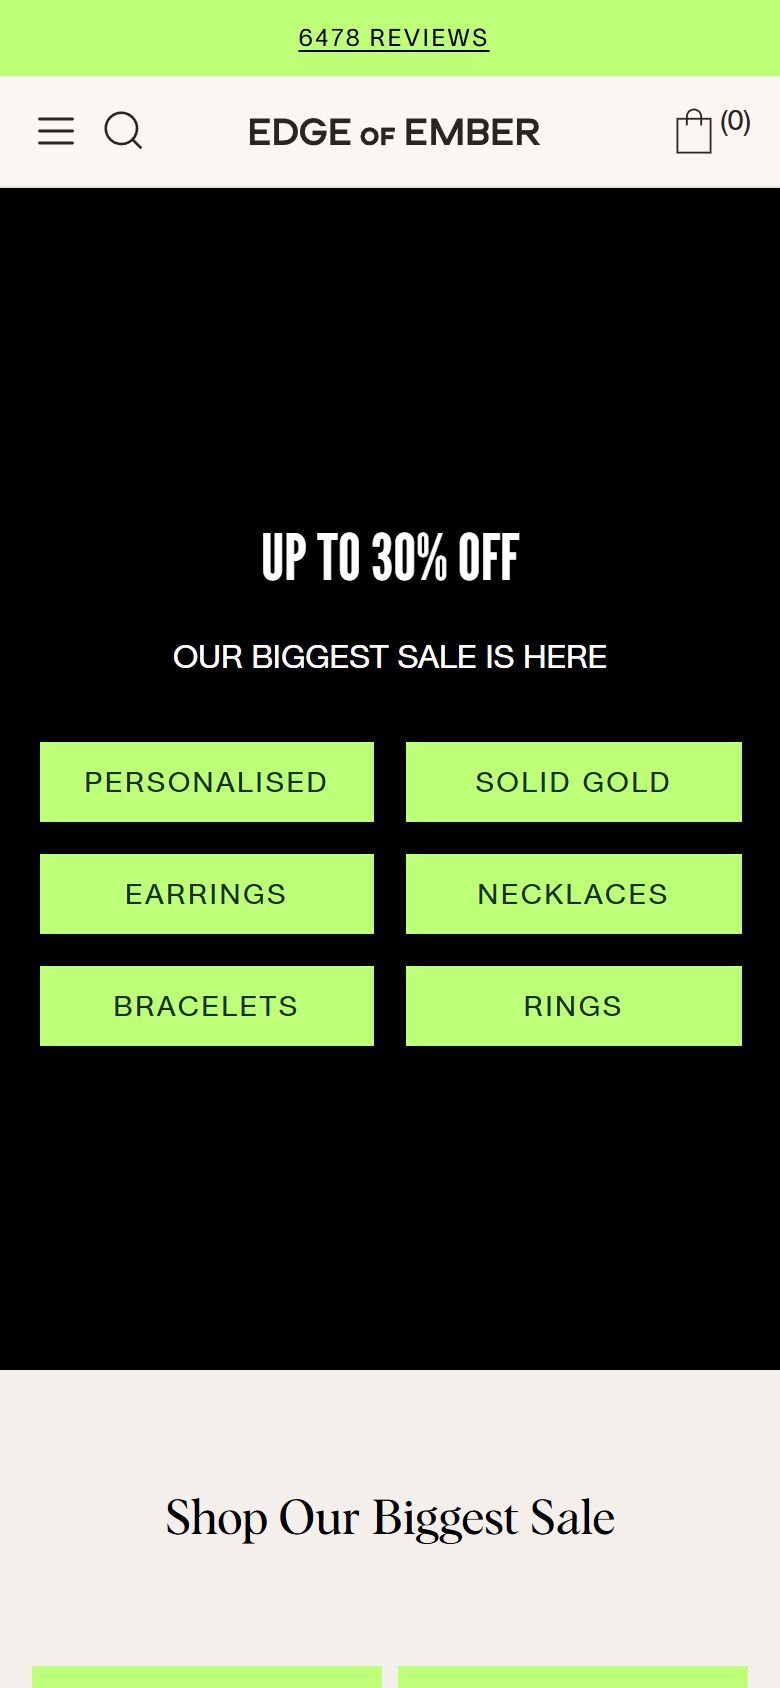 6478 REVIEWS
EDGE OF EMBER
(0)
UP TO 30% OFF
OUR BIGGEST SALE IS HERE
PERSONALISED
SOLID GOLD
EARRINGS
NECKLACES
BRACELETS
RINGS
Shop Our Biggest Sale